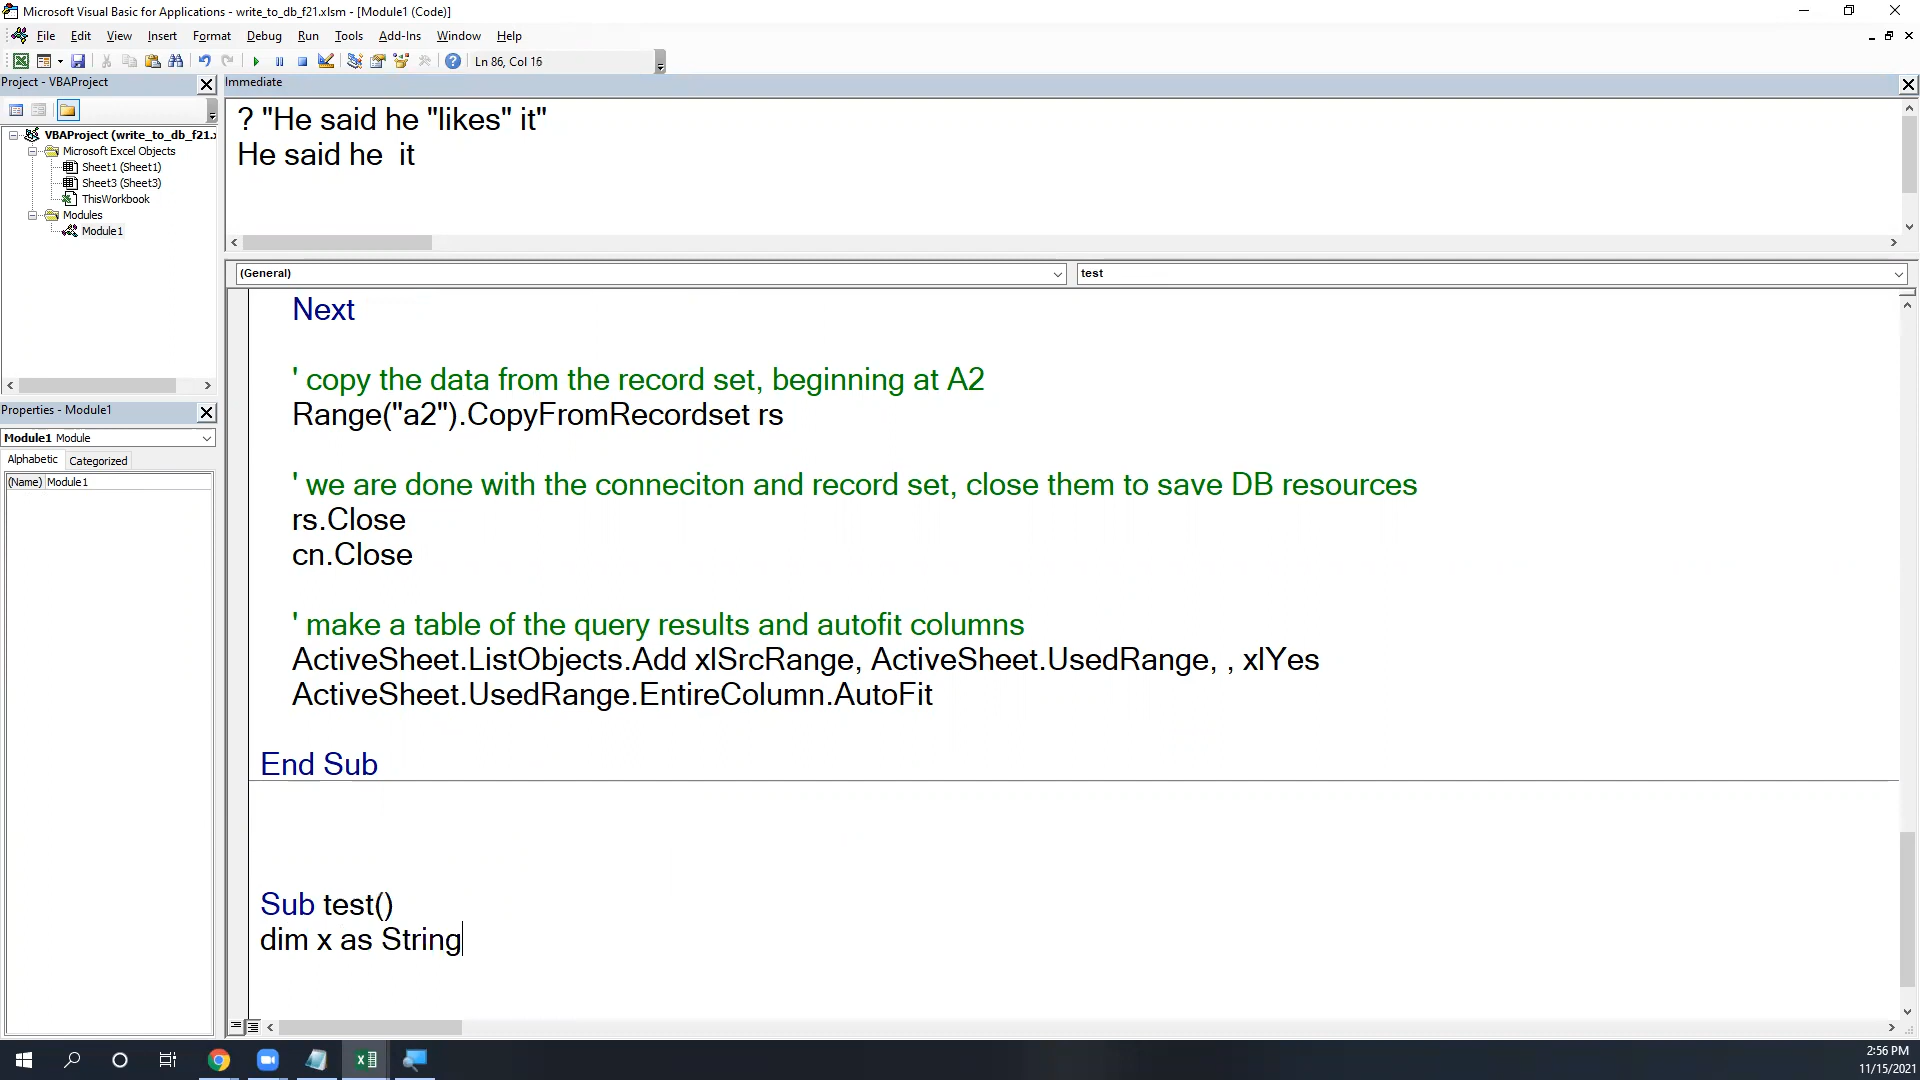 Microsoft Visual Basic for Applications - write_to_db_f21.xlsm - [Module1 (Code)]
File Edit View Insert Format Debug Run Tools Add-Ins Window Help
Ln 86, Col 16
Project - VBAProject
VBAProject (write_to_db_f21.x
Microsoft Excel Objects
Sheet1 (Sheet1)
Sheet3 (Sheet3)
ThisWorkbook
Modules
Module1
Properties - Module1
Module1 Module
Alphabetic Categorized
(Name) Module1
Immediate
? "He said he "likes" it"
He said he  it
(General) test
Next
' copy the data from the record set, beginning at A2
Range("a2").CopyFromRecordset rs
' we are done with the conneciton and record set, close them to save DB resources
rs.Close
cn.Close
' make a table of the query results and autofit columns
ActiveSheet.ListObjects.Add xlSrcRange, ActiveSheet.UsedRange, , xlYes
ActiveSheet.UsedRange.EntireColumn.AutoFit
End Sub
Sub test()
dim x as String
2:56 PM
11/15/2021